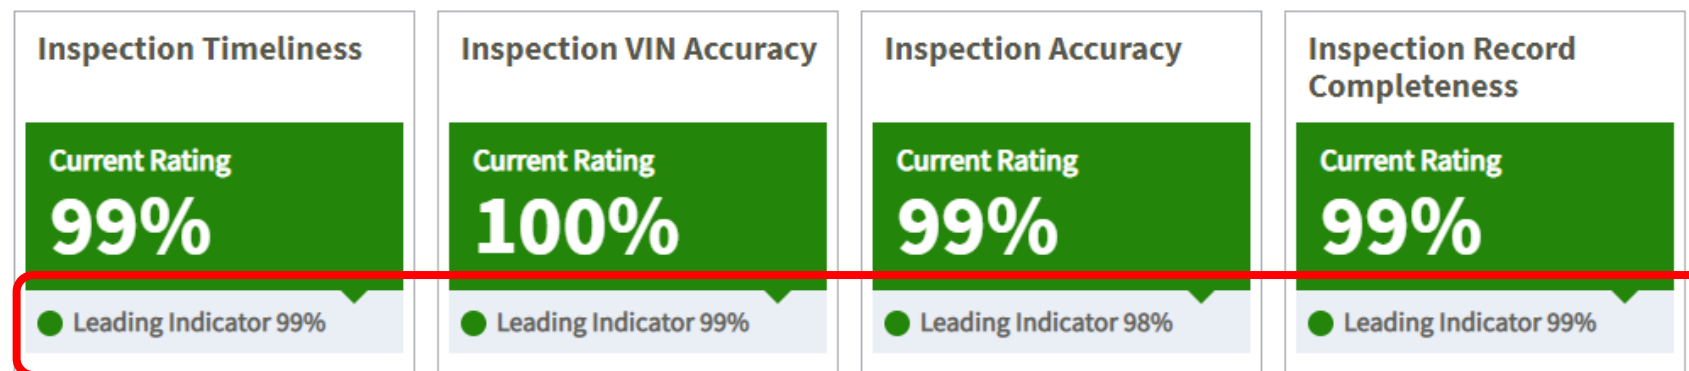 Inspection Timeliness
Current Rating
99%
Leading Indicator 99%
Inspection VIN Accuracy
Current Rating
100%
Leading Indicator 99%
Inspection Accuracy
Current Rating
99%
Leading Indicator 98%
Inspection Record
Completeness
Current Rating
99%
Leading Indicator 99%